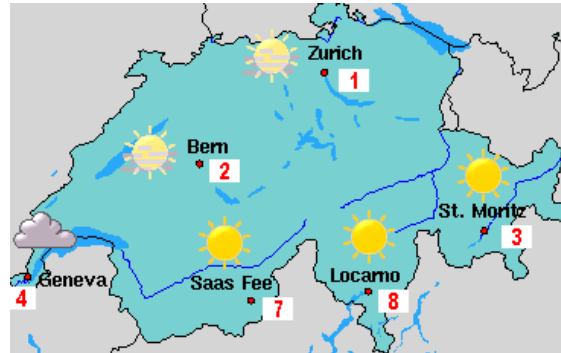 Zurich
1
Bern
2
St. Moritz
3
Geneva
4
Saas Fee
7
Locarno
8